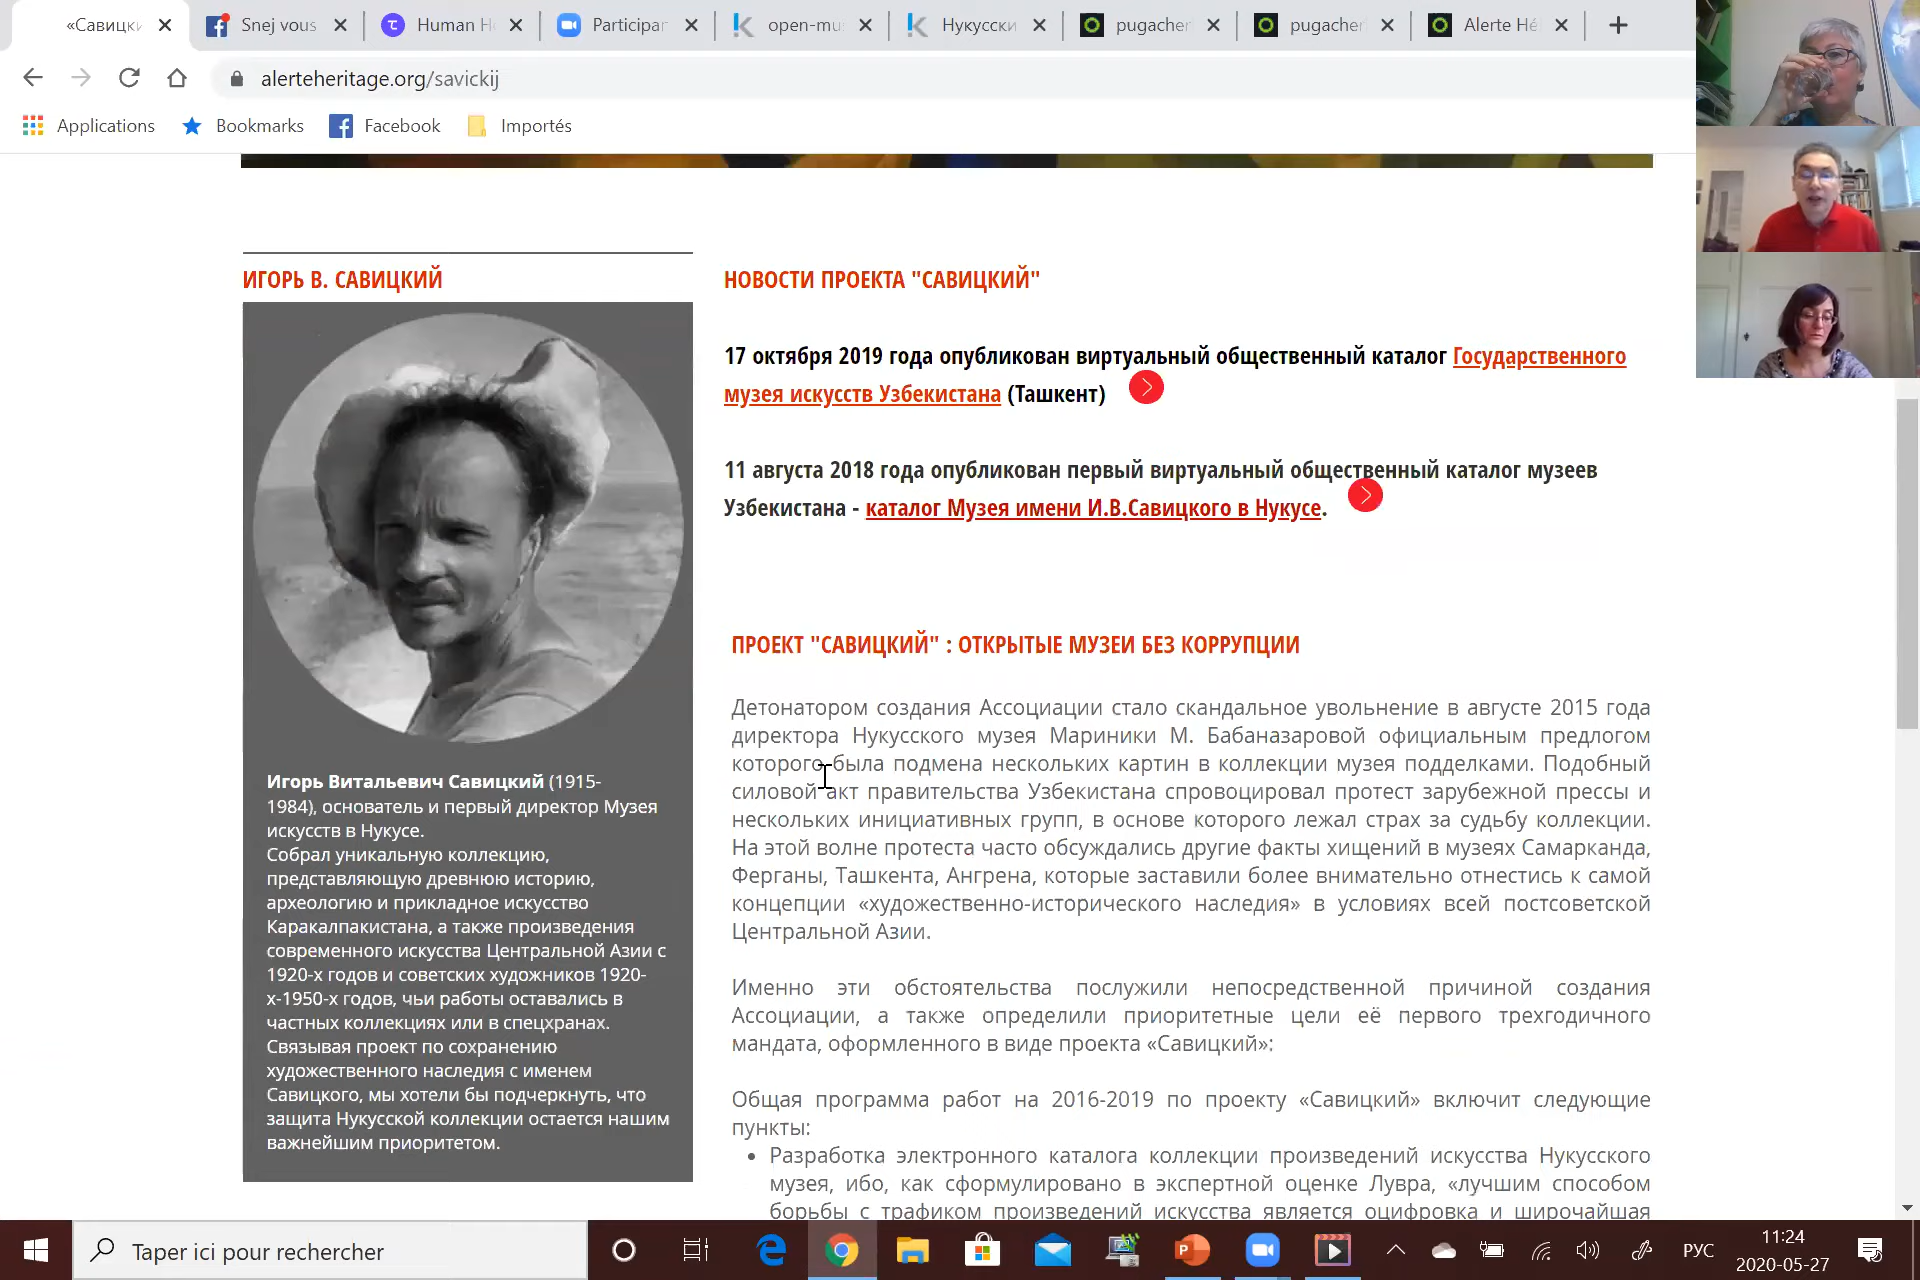 «Савицки
Snej vous
Human H
Participa
open-mu
Нукусски
pugache
pugache
Alerte Hé
alerteheritage.org/savickij
Applications
Bookmarks
Facebook
Importés
ИГОРЬ В. САВИЦКИЙ
Игорь Витальевич Савицкий (1915-
1984), основатель и первый директор Музея
искусств в Нукусе.
Собрал уникальную коллекцию,
представляющую древнюю историю,
археологию и прикладное искусство
Каракалпакистана, а также произведения
современного искусства Центральной Азии с
1920-х годов и советских художников 1920-
х-1950-х годов, чьи работы оставались в
частных коллекциях или в спецхранах.
Связывая проект по сохранению
художественного наследия с именем
Савицкого, мы хотели бы подчеркнуть, что
защита Нукусской коллекции остается нашим
важнейшим приоритетом.
НОВОСТИ ПРОЕКТА "САВИЦКИЙ"
17 октября 2019 года опубликован виртуальный общественный каталог Государственного
музея искусств Узбекистана (Ташкент)
11 августа 2018 года опубликован первый виртуальный общественный каталог музеев
Узбекистана - каталог Музея имени И.В.Савицкого в Нукусе.
ПРОЕКТ "САВИЦКИЙ" : ОТКРЫТЫЕ МУЗЕИ БЕЗ КОРРУПЦИИ
Детонатором создания Ассоциации стало скандальное увольнение в августе 2015 года
директора Нукусского музея Мариники М. Бабаназаровой официальным предлогом
которого была подмена нескольких картин в коллекции музея подделками. Подобный
силовой акт правительства Узбекистана спровоцировал протест зарубежной прессы и
нескольких инициативных групп, в основе которого лежал страх за судьбу коллекции.
На этой волне протеста часто обсуждались другие факты хищений в музеях Самарканда,
Ферганы, Ташкента, Ангрена, которые заставили более внимательно отнестись к самой
концепции «художественно-исторического наследия» в условиях всей постсоветской
Центральной Азии.
Именно эти обстоятельства послужили непосредственной причиной создания
Ассоциации, а также определили приоритетные цели её первого трехгодичного
мандата, оформленного в виде проекта «Савицкий»:
Общая программа работ на 2016-2019 по проекту «Савицкий» включит следующие
пункты:
• Разработка электронного каталога коллекции произведений искусства Нукусского
музея, ибо, как сформулировано в экспертной оценке Лувра, «лучшим способом
борьбы с трафиком произведений искусства является оцифровка и широчайшая
Taper ici pour rechercher
РУС
11:24
2020-05-27